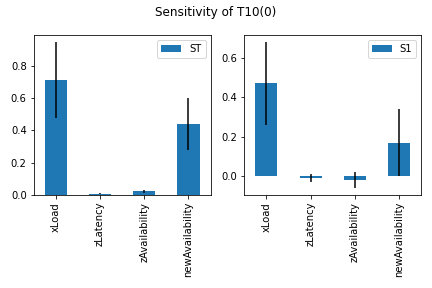 Sensitivity of T10(0)
ST
0.8
0.6
0.4
0.2
0.0
xLoad
zLatency
zAvailability
newAvailability
S1
0.6
0.4
0.2
0.0
xLoad
zLatency
zAvailability
newAvailability